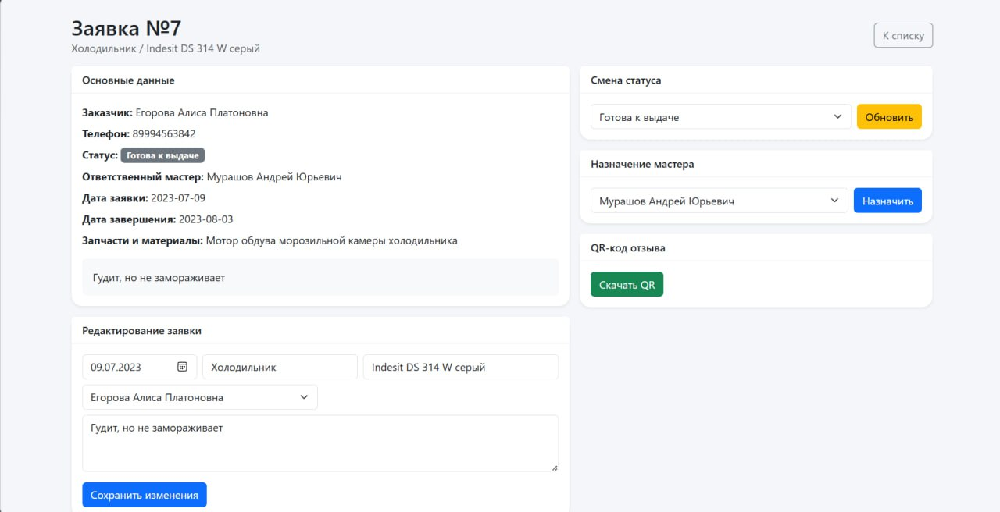 Заявка №7
Холодильник / Indesit DS 314 W серый
К списку
Основные данные
Заказчик: Егорова Алиса Платоновна
Телефон: 89994563842
Статус: Готова к выдаче
Ответственный мастер: Мурашов Андрей Юрьевич
Дата заявки: 2023-07-09
Дата завершения: 2023-08-03
Запчасти и материалы: Мотор обдува морозильной камеры холодильника
Гудит, но не замораживает
Редактирование заявки
09.07.2023 Холодильник Indesit DS 314 W серый
Егорова Алиса Платоновна
Гудит, но не замораживает
Сохранить изменения
Смена статуса
Готова к выдаче Обновить
Назначение мастера
Мурашов Андрей Юрьевич Назначить
QR-код отзыва
Скачать QR